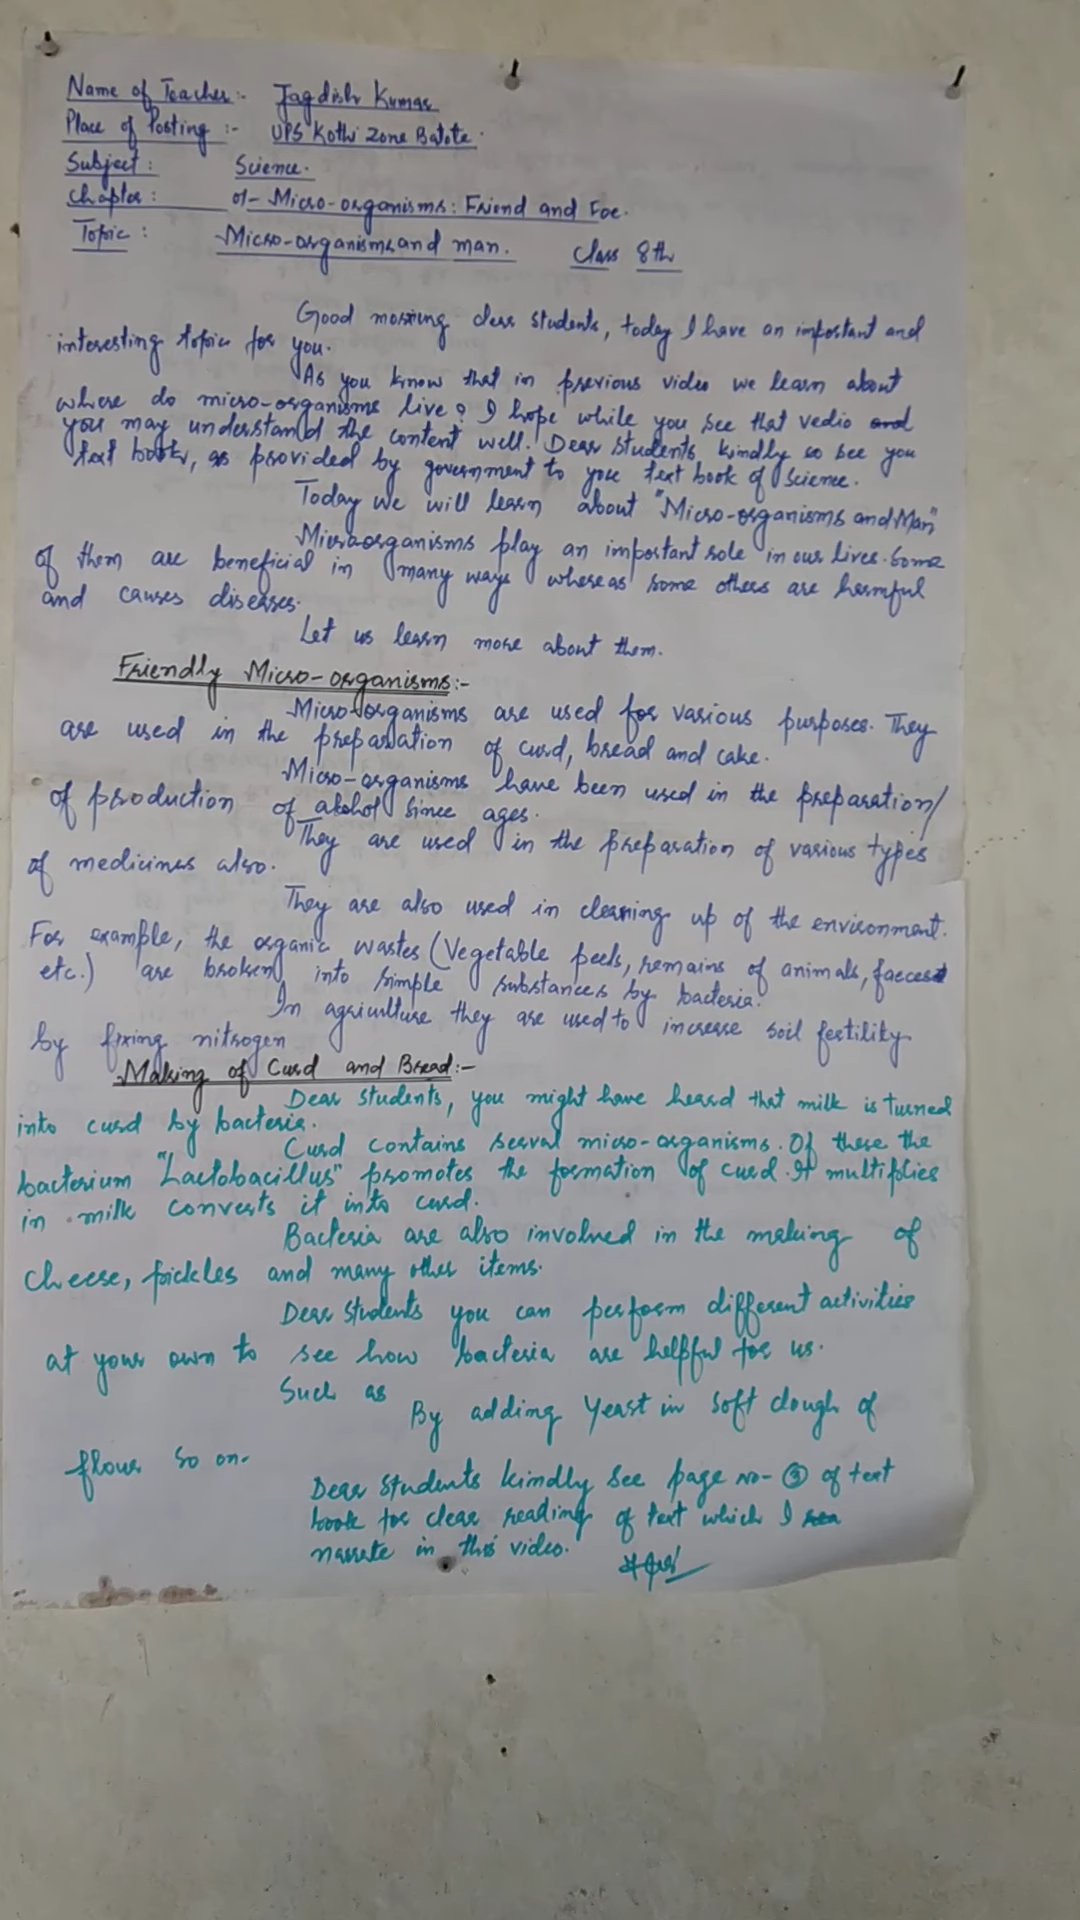 Name of Teacher:- Jagdish Kumar
Place of Posting :- UPS Kothi Zone Batote.
Subject : Science.
Chapter : 01- Micro-organisms: Friend and Foe.
Topic : Micro-organisms and man. Class 8th
Good morning dear students, today I have an important and
interesting topic for you.
As you know that in previous video we learn about
where do micro-organisms live? I hope while you see that vedio and
you may understand the content well. Dear students, kindly so see you
text book, as provided by government to you text book of Science.
Today we will learn about "Micro-organisms and Man"
Microorganisms play an important role in our lives. Some
of them are beneficial in many ways whereas some others are harmful
and causes diseases.
Let us learn more about them.
Friendly Micro-organisms:-
Micro-organisms are used for various purposes. They
are used in the preparation of curd, bread and cake.
Micro-organisms have been used in the preparation/
of production of alcohol since ages.
They are used in the preparation of various types
of medicines also.
They are also used in cleaning up of the environment.
For example, the organic wastes (Vegetable peels, remains of animals, faeces
etc.) are broken into simple substances by bacteria.
In agriculture they are used to increase soil fertility
by fixing nitrogen
Making of Curd and Bread:-
Dear students, you might have heard that milk is turned
into curd by bacteria.
Curd contains serval micro-organisms. Of these the
bacterium "Lactobacillus" promotes the formation of curd. It multiplies
in milk converts it into curd.
Bacteria are also involved in the making of
cheese, pickles and many other items.
Dear Students you can perform different activities
at your own to see how bacteria are helpful for us.
Such as By adding Yeast in soft dough of
flour so on.
Dear Students kindly see page no- 3 of text
book for clear reading of text which I
narrate in this video.